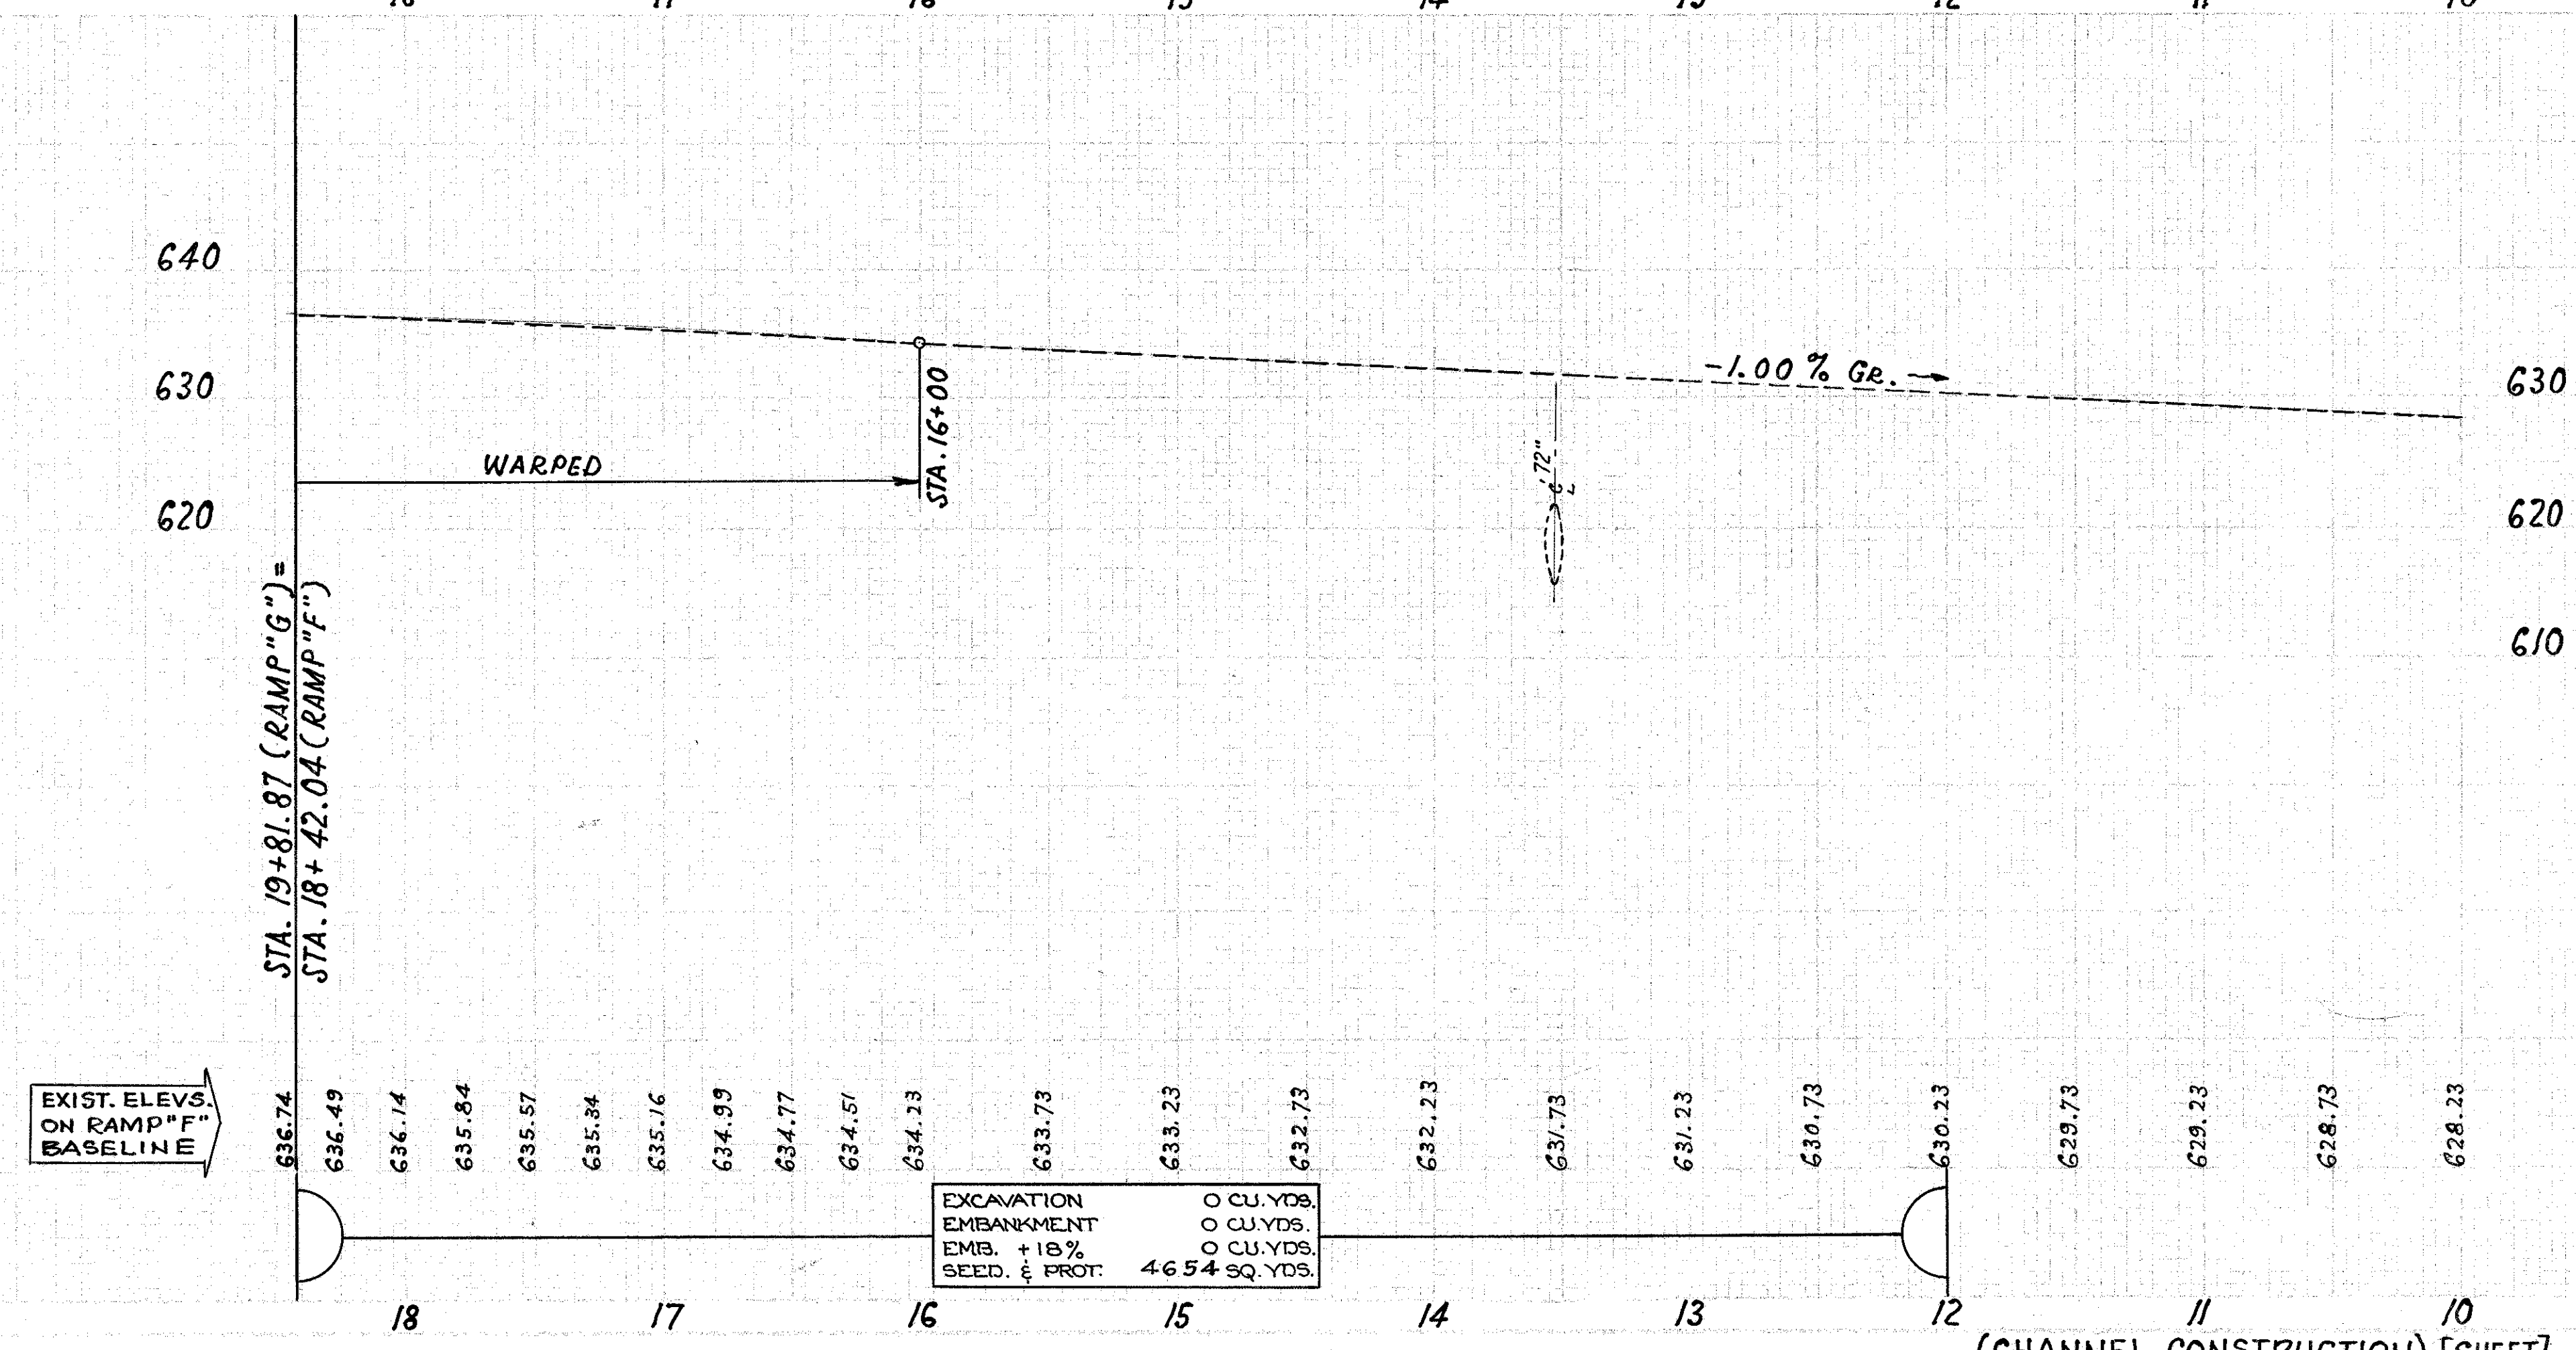 640
630
620
630
620
610
-1.00 % GR.
WARPED
STA. 16+00
72"
STA. 19+81.87 (RAMP "G") =
STA. 18+42.04 (RAMP "F")
EXIST. ELEVS.
ON RAMP "F"
BASELINE
636.74
636.49
636.14
635.84
635.57
635.34
635.16
634.99
634.77
634.51
634.23
633.73
633.23
632.73
632.23
631.73
631.23
630.73
630.23
629.73
629.23
628.73
628.23
EXCAVATION 0 CU. YDS.
EMBANKMENT 0 CU. YDS.
EMB. +18% 0 CU. YDS.
SEED. & PROT. 4654 SQ. YDS.
18 17 16 15 14 13 12 11 10
(CHANNEL CONSTRUCTION) [SHEET]